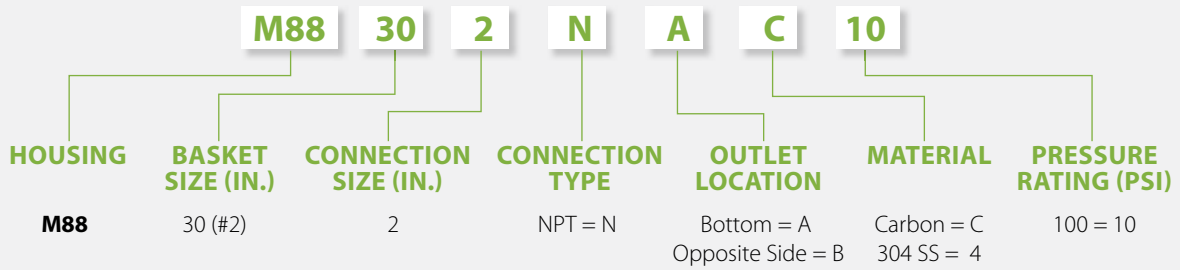 M88 30 2 N A C 10
HOUSING BASKET CONNECTION CONNECTION OUTLET MATERIAL PRESSURE
SIZE (IN.) SIZE (IN.) TYPE LOCATION RATING (PSI)
M88 30 (#2) 2 NPT = N Bottom = A Carbon = C 100 = 10
Opposite Side = B 304 SS = 4